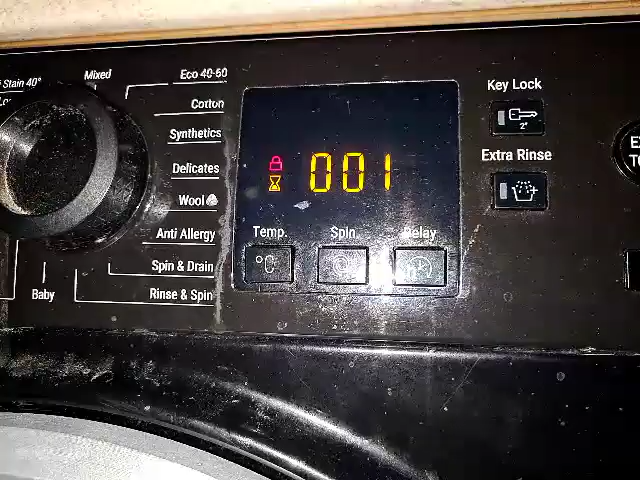 Stain 40°
Mixed
Eco 40-60
Cotton
Synthetics
Delicates
Wool
Anti Allergy
Spin & Drain
Rinse & Spin
Baby
001
Temp.
Spin
Delay
°C
Key Lock
2"
Extra Rinse